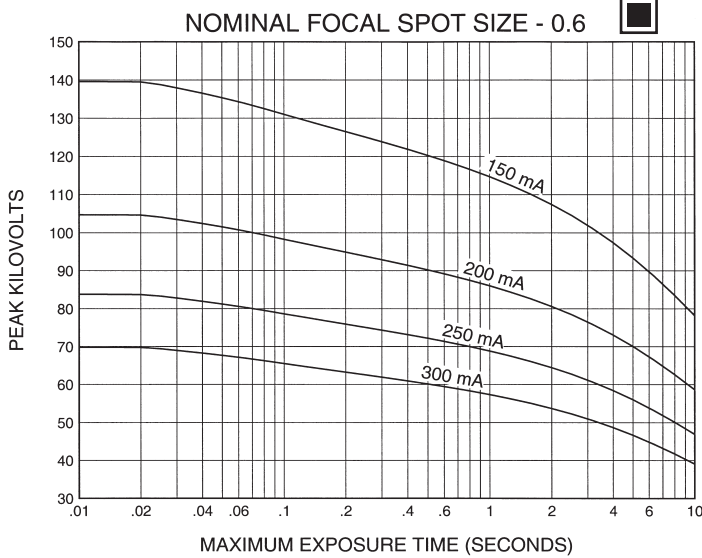 NOMINAL FOCAL SPOT SIZE - 0.6
150
140
130
120
110
100
90
80
70
60
50
40
30
PEAK KILOVOLTS
150 mA
200 mA
250 mA
300 mA
.01 .02 .04 .06 .1 .2 .4 .6 1 2 4 6 10
MAXIMUM EXPOSURE TIME (SECONDS)